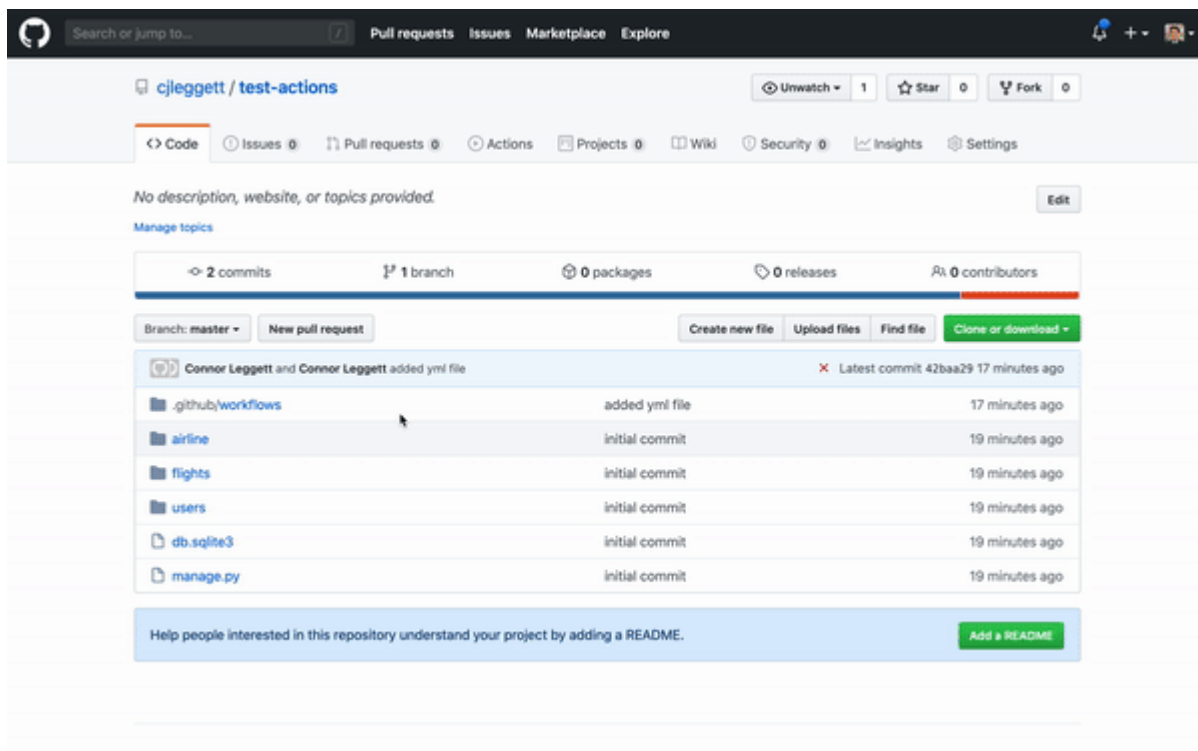 Search or jump to... /
Pull requests Issues Marketplace Explore
cjleggett / test-actions
Unwatch 1 Star 0 Fork 0
Code Issues 0 Pull requests 0 Actions Projects 0 Wiki Security 0 Insights Settings
No description, website, or topics provided.
Edit
Manage topics
2 commits 1 branch 0 packages 0 releases 0 contributors
Branch: master New pull request Create new file Upload files Find file Clone or download
Connor Leggett and Connor Leggett added yml file Latest commit 42baa29 17 minutes ago
.github/workflows added yml file 17 minutes ago
airline initial commit 19 minutes ago
flights initial commit 19 minutes ago
users initial commit 19 minutes ago
db.sqlite3 initial commit 19 minutes ago
manage.py initial commit 19 minutes ago
Help people interested in this repository understand your project by adding a README. Add a README